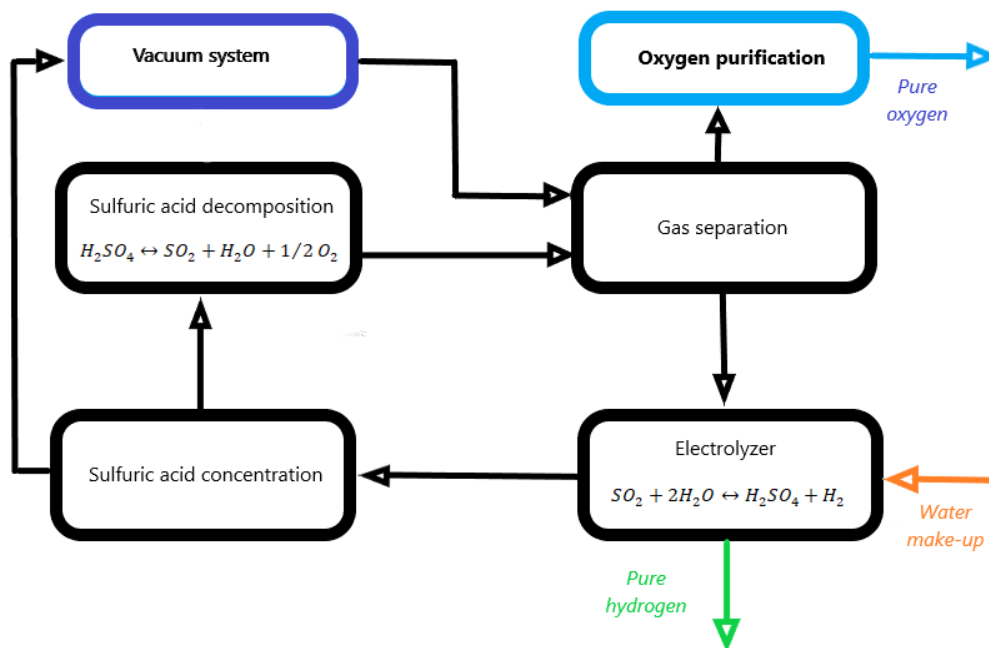 Vacuum system
Oxygen purification
Pure
oxygen
Sulfuric acid decomposition
H₂SO₄ ↔ SO₂ + H₂O + 1/2 O₂
Gas separation
Sulfuric acid concentration
Electrolyzer
SO₂ + 2H₂O ↔ H₂SO₄ + H₂
Water
make-up
Pure
hydrogen